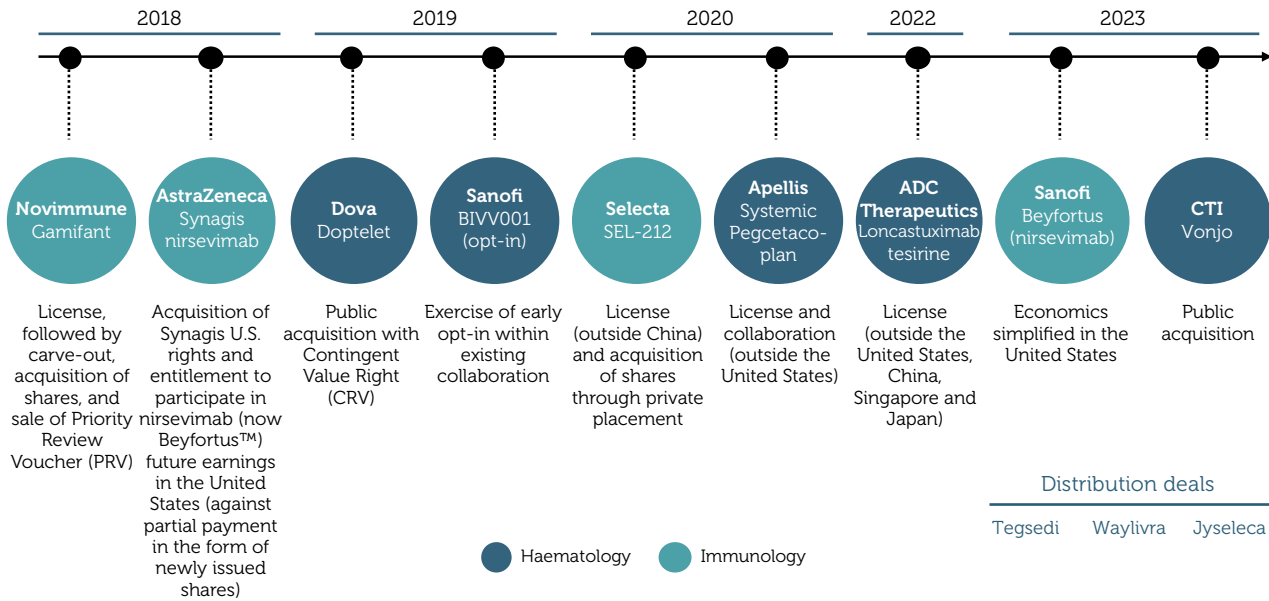 2018
2019
2020
2022
2023
Novimmune
Gamifant
AstraZeneca
Synagis
nirsevimab
Dova
Doptelet
Sanofi
BIVV001
(opt-in)
Selecta
SEL-212
Apellis
Systemic
Pegcetaco-
plan
ADC
Therapeutics
Loncastuximab
tesirine
Sanofi
Beyfortus
(nirsevimab)
CTI
Vonjo
License,
followed by
carve-out,
acquisition of
shares, and
sale of Priority
Review
Voucher (PRV)
Acquisition of
Synagis U.S.
rights and
entitlement to
participate in
nirsevimab (now
Beyfortus™)
future earnings
in the United
States (against
partial payment
in the form of
newly issued
shares)
Public
acquisition with
Contingent
Value Right
(CRV)
Exercise of early
opt-in within
existing
collaboration
License
(outside China)
and acquisition
of shares
through private
placement
License and
collaboration
(outside the
United States)
License
(outside the
United States,
China,
Singapore and
Japan)
Economics
simplified in the
United States
Public
acquisition
Distribution deals
Tegsedi Waylivra Jyseleca
Haematology
Immunology